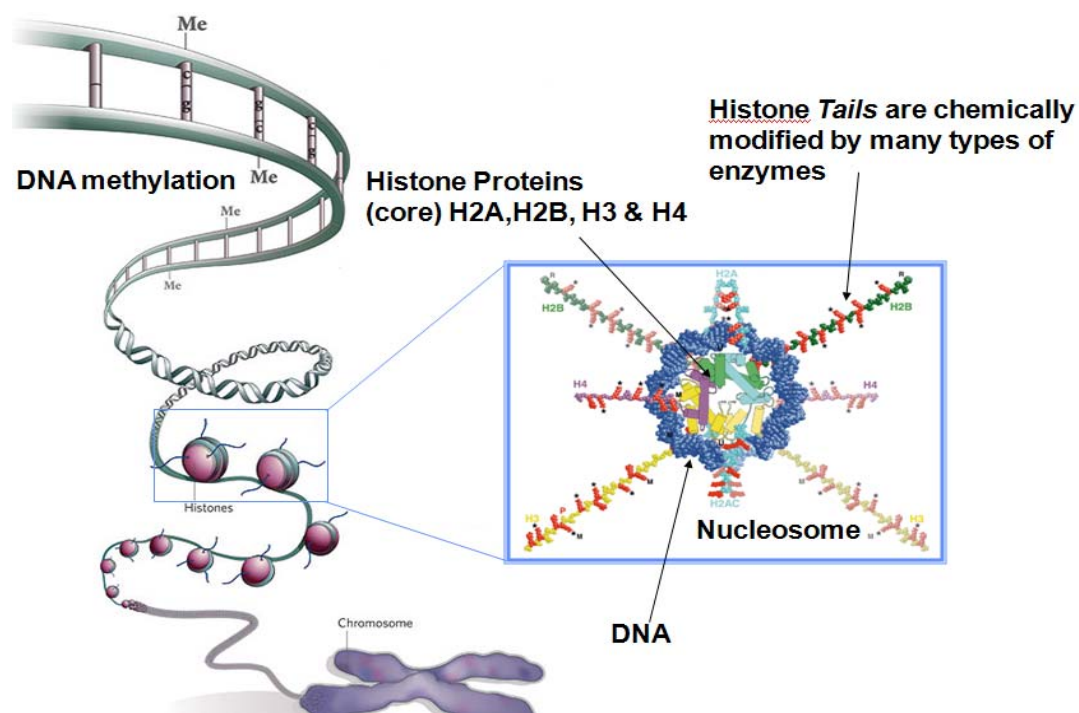 Me
c
g
g
c
c
g
Me
DNA methylation
Me
Me
Histone Proteins
(core) H2A,H2B, H3 & H4
Histone Tails are chemically
modified by many types of
enzymes
Histones
Chromosome
H2A
R
H2B
R
H2B
H4
H4
M
U
U
H3
P
M
H2AC
M
H3
M
Nucleosome
DNA